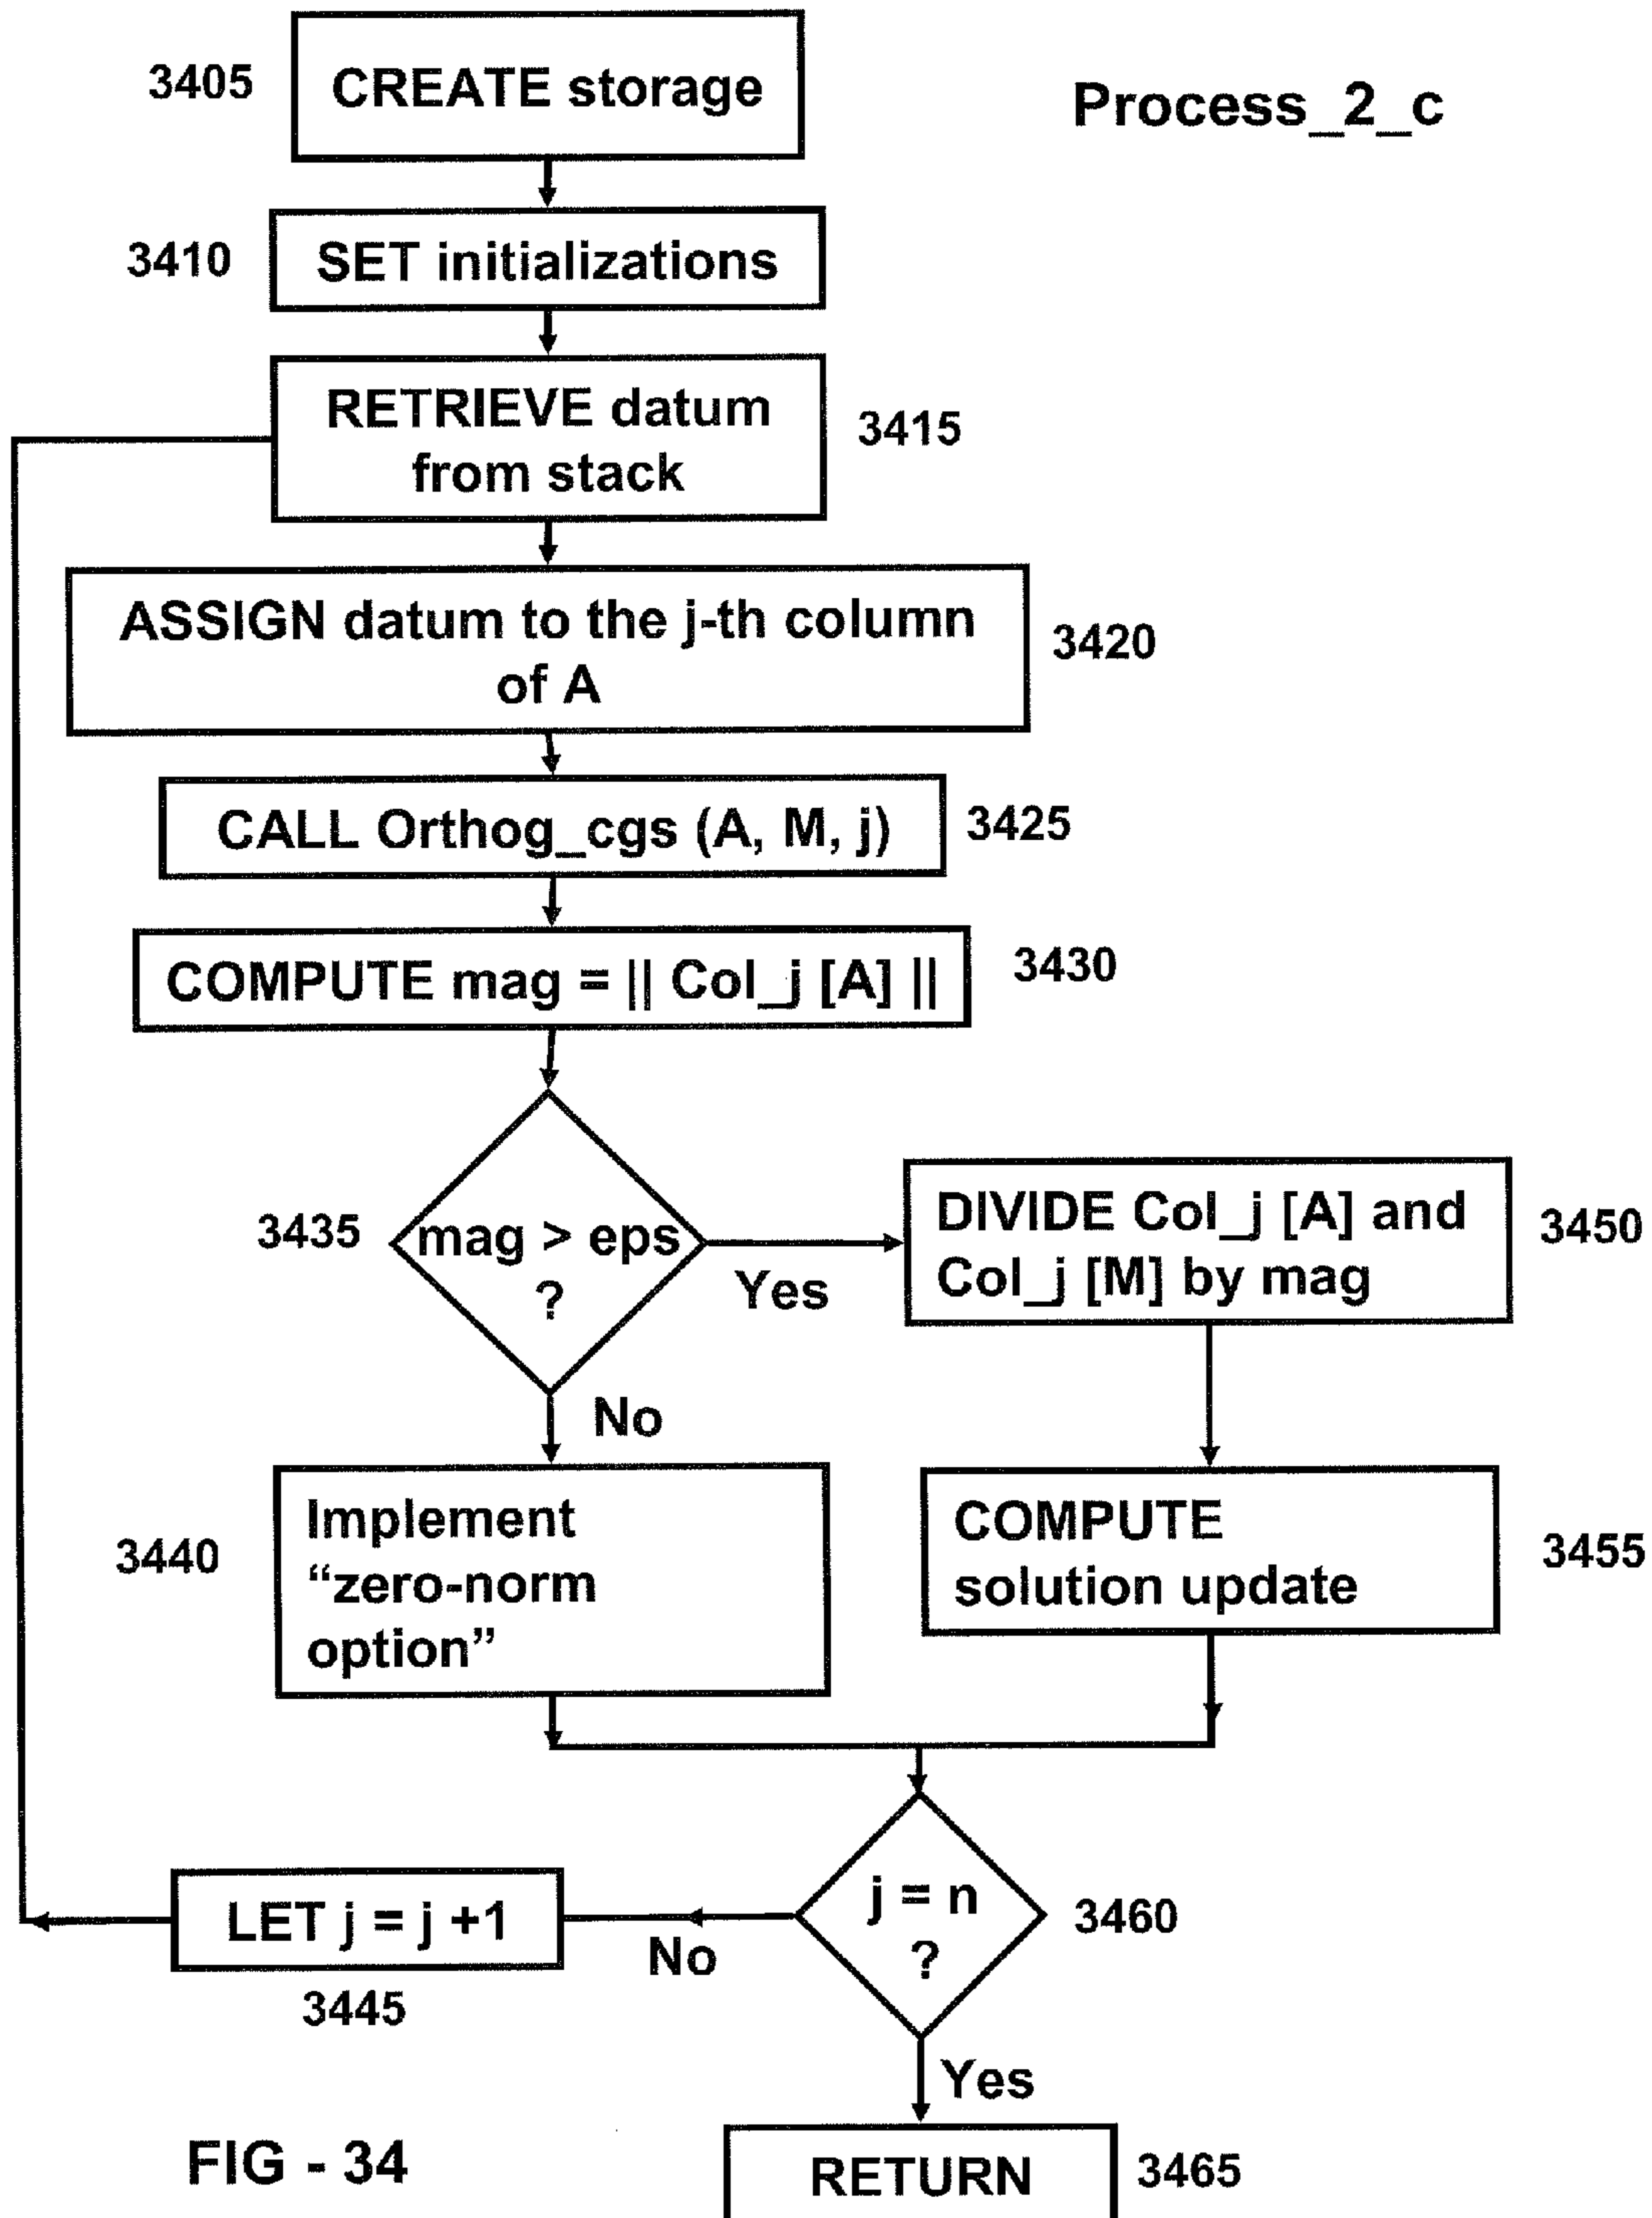 3405
CREATE storage
Process_2_c
3410
SET initializations
RETRIEVE datum
from stack
3415
ASSIGN datum to the j-th column
of A
3420
CALL Orthog_cgs (A, M, j)
3425
COMPUTE mag = || Col_j [A] ||
3430
3435
mag > eps
?
Yes
DIVIDE Col_j [A] and
Col_j [M] by mag
3450
No
3440
Implement
“zero-norm
option”
COMPUTE
solution update
3455
LET j = j +1
3445
No
j = n
?
3460
Yes
FIG - 34
RETURN
3465